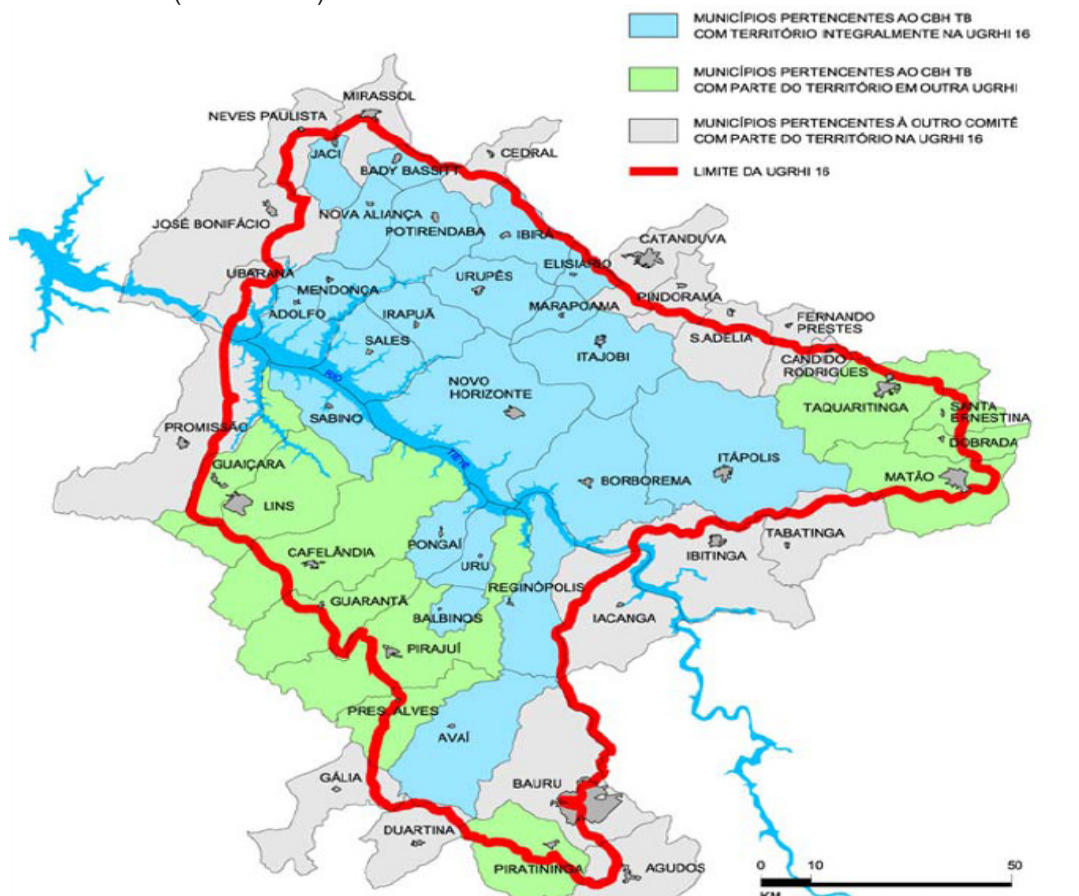 MUNICÍPIOS PERTENCENTES AO CBH TB
COM TERRITÓRIO INTEGRALMENTE NA UGRHI 16
MUNICÍPIOS PERTENCENTES AO CBH TB
COM PARTE DO TERRITÓRIO EM OUTRA UGRHI
MUNICÍPIOS PERTENCENTES À OUTRO COMITÊ
COM PARTE DO TERRITÓRIO NA UGRHI 16
LIMITE DA UGRHI 16
MIRASSOL
NEVES PAULISTA
JACI
CEDRAL
BADY BASSITT
NOVA ALIANÇA
JOSÉ BONIFÁCIO
POTIRENDABA
IBIRÁ
CATANDUVA
ELISIÁRIO
UBARANA
URUPÊS
MENDONÇA
PINDORAMA
MARAPOAMA
ADOLFO
IRAPUÃ
FERNANDO
PRESTES
SALES
S.ADÉLIA
ITAJOBI
CANDIDO
RODRIGUES
RIO
NOVO
HORIZONTE
TAQUARITINGA
SANTA
ERNESTINA
SABINO
PROMISSÃO
DOBRADA
TIETÊ
GUAIÇARA
ITÁPOLIS
MATÃO
BORBOREMA
LINS
TABATINGA
PONGAÍ
IBITINGA
CAFELÂNDIA
URU
REGINÓPOLIS
GUARANTÃ
BALBINOS
IACANGA
PIRAJUÍ
PRES. ALVES
AVAÍ
GÁLIA
BAURU
DUARTINA
PIRATININGA
AGUDOS
0 10 50
KM